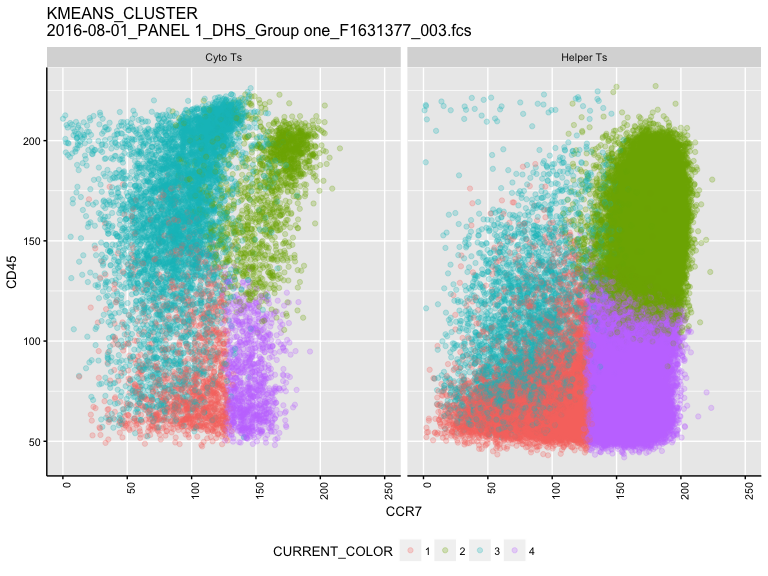 KMEANS_CLUSTER
2016-08-01_PANEL 1_DHS_Group one_F1631377_003.fcs
Cyto Ts
Helper Ts
200
150
100
50
CD45
0
50
100
150
200
250
0
50
100
150
200
250
CCR7
CURRENT_COLOR 1 2 3 4